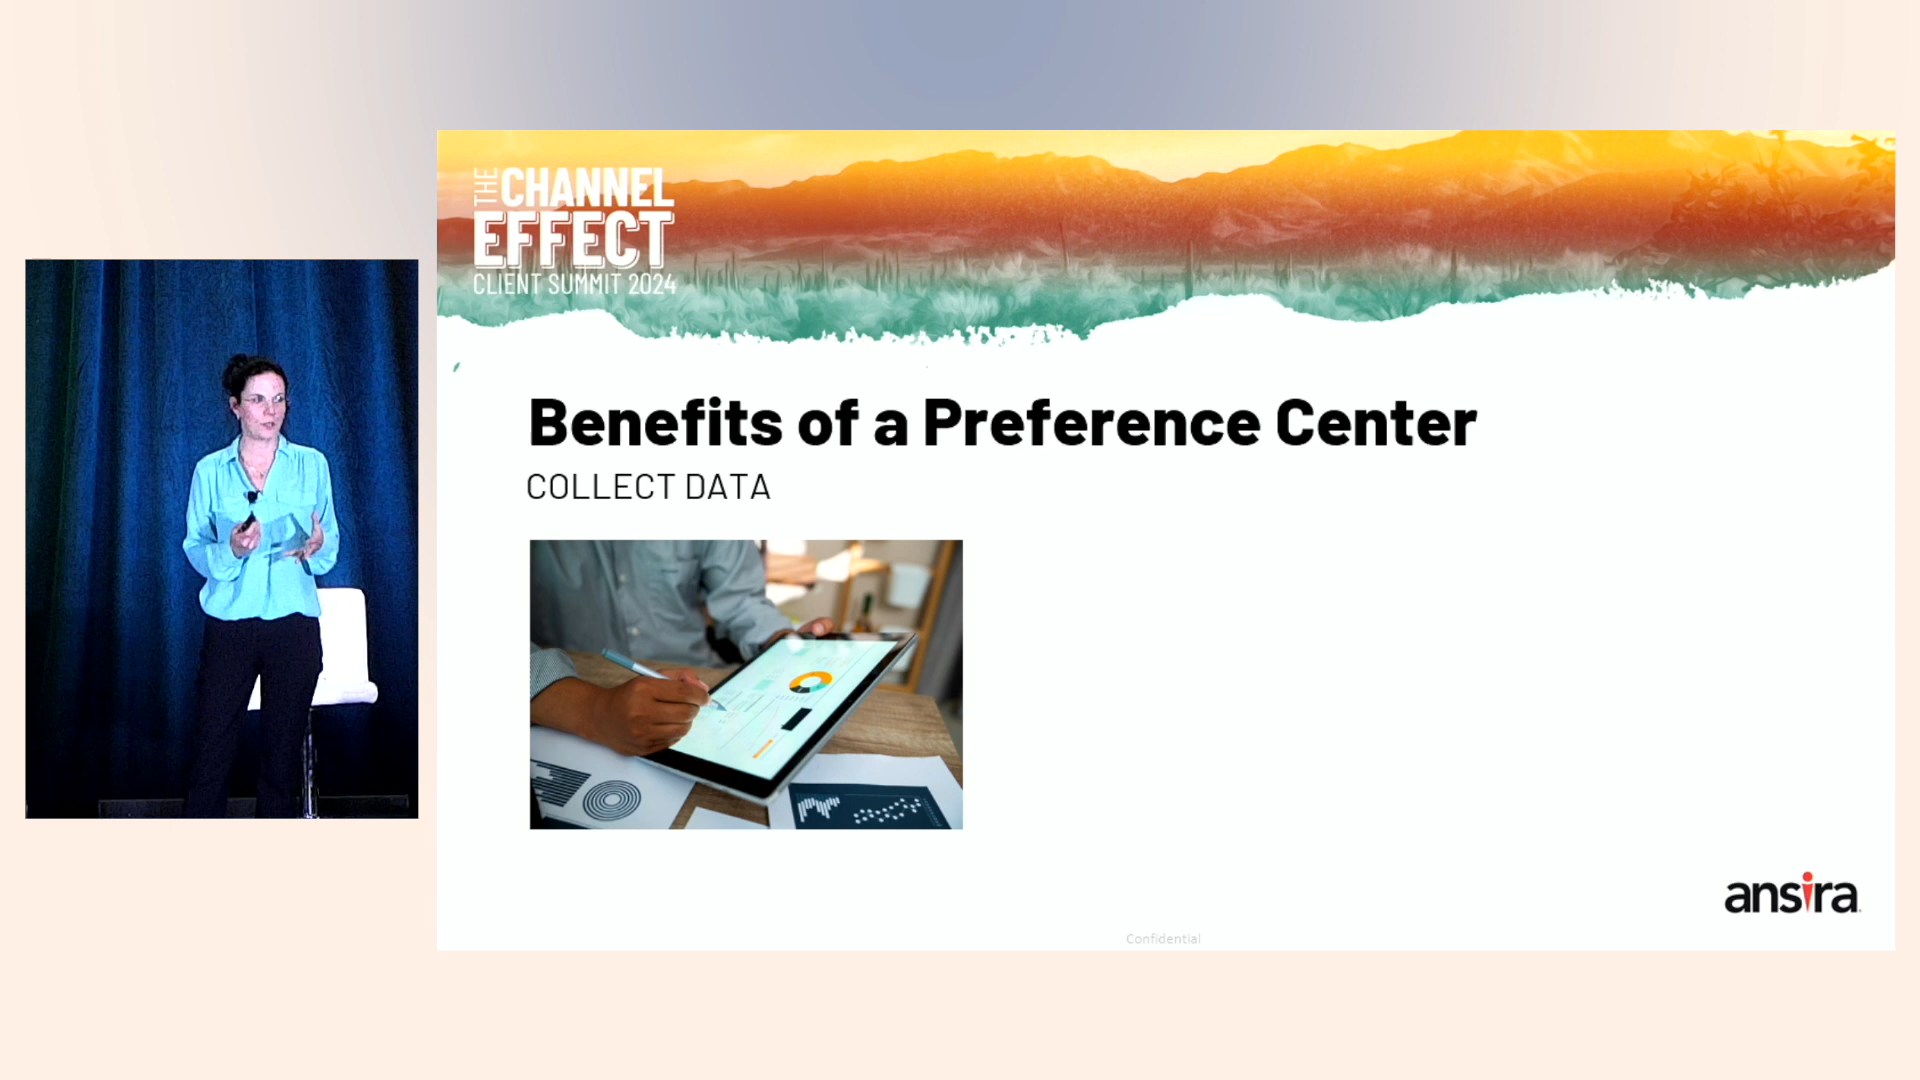 THE CHANNEL
EFFECT
CLIENT SUMMIT 2024
Benefits of a Preference Center
COLLECT DATA
ansira
Confidential